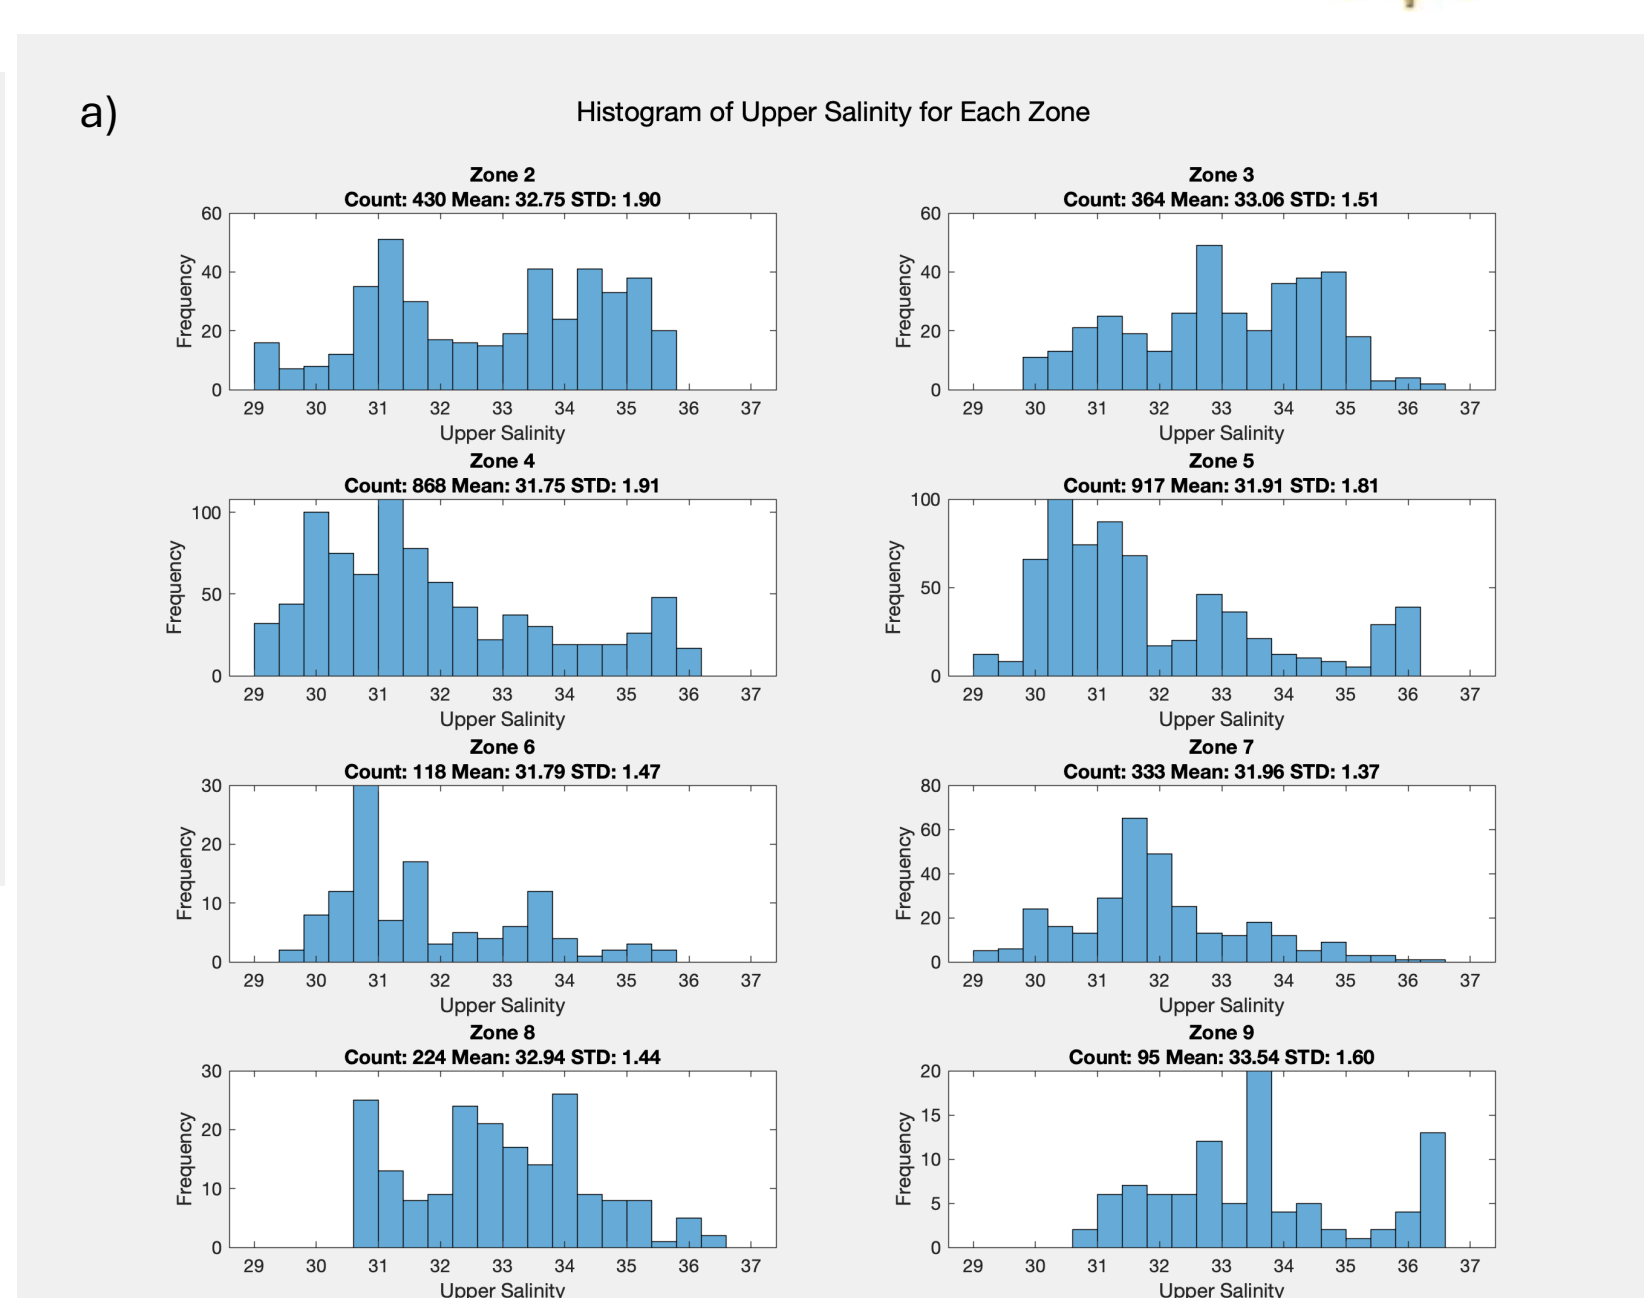 a)
Histogram of Upper Salinity for Each Zone
Zone 2
Count: 430 Mean: 32.75 STD: 1.90
60
40
20
0
Frequency
29 30 31 32 33 34 35 36 37
Upper Salinity
Zone 3
Count: 364 Mean: 33.06 STD: 1.51
60
40
20
0
Frequency
29 30 31 32 33 34 35 36 37
Upper Salinity
Zone 4
Count: 868 Mean: 31.75 STD: 1.91
100
50
0
Frequency
29 30 31 32 33 34 35 36 37
Upper Salinity
Zone 5
Count: 917 Mean: 31.91 STD: 1.81
100
50
0
Frequency
29 30 31 32 33 34 35 36 37
Upper Salinity
Zone 6
Count: 118 Mean: 31.79 STD: 1.47
30
20
10
0
Frequency
29 30 31 32 33 34 35 36 37
Upper Salinity
Zone 7
Count: 333 Mean: 31.96 STD: 1.37
80
60
40
20
0
Frequency
29 30 31 32 33 34 35 36 37
Upper Salinity
Zone 8
Count: 224 Mean: 32.94 STD: 1.44
30
20
10
0
Frequency
29 30 31 32 33 34 35 36 37
Upper Salinity
Zone 9
Count: 95 Mean: 33.54 STD: 1.60
20
15
10
5
0
Frequency
29 30 31 32 33 34 35 36 37
Upper Salinity